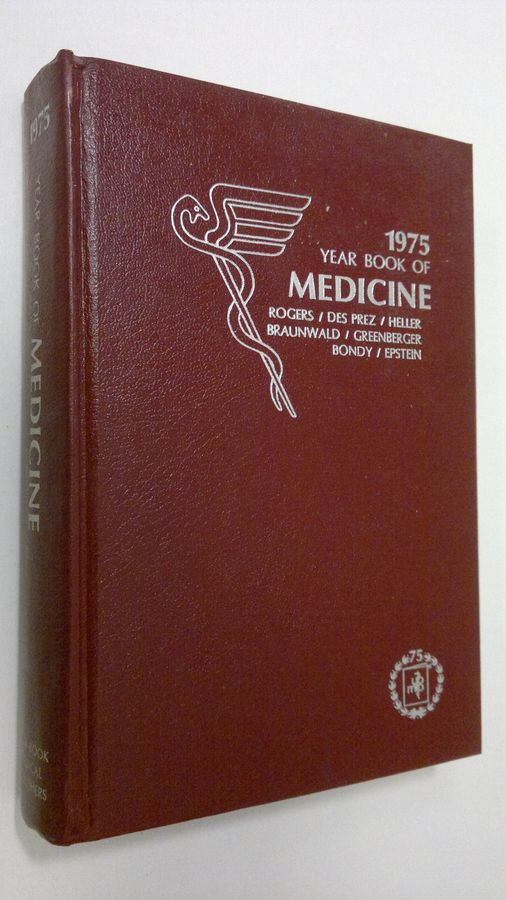 1975
YEAR BOOK OF
MEDICINE
ROGERS / DES PREZ / HELLER
BRAUNWALD / GREENBERGER
BONDY / EPSTEIN
75
1975
YEAR BOOK OF MEDICINE